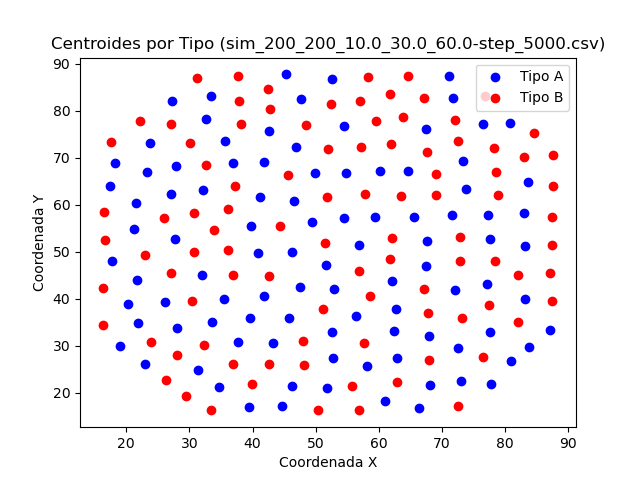 Centroides por Tipo (sim_200_200_10.0_30.0_60.0-step_5000.csv)
Tipo A
Tipo B
90
80
70
60
50
40
30
20
Coordenada Y
20 30 40 50 60 70 80 90
Coordenada X